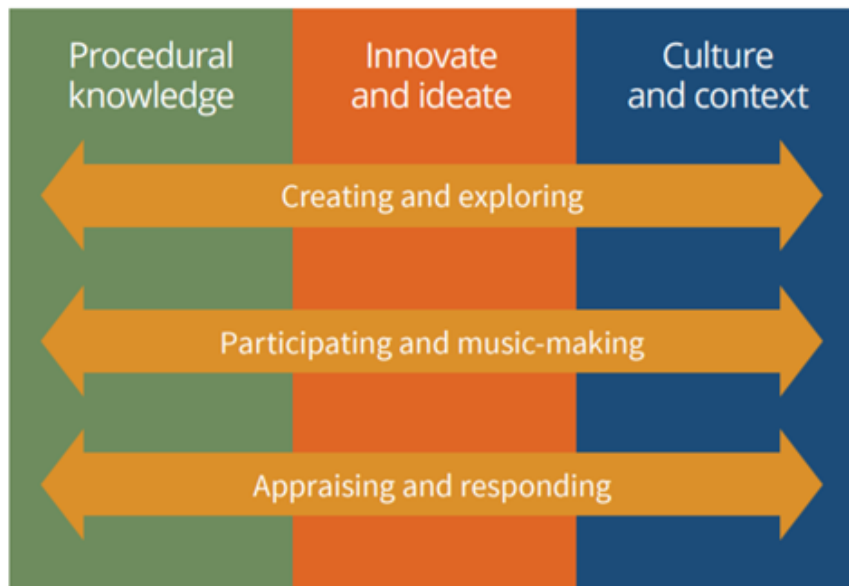 Procedural
knowledge
Innovate
and ideate
Culture
and context
Creating and exploring
Participating and music-making
Appraising and responding